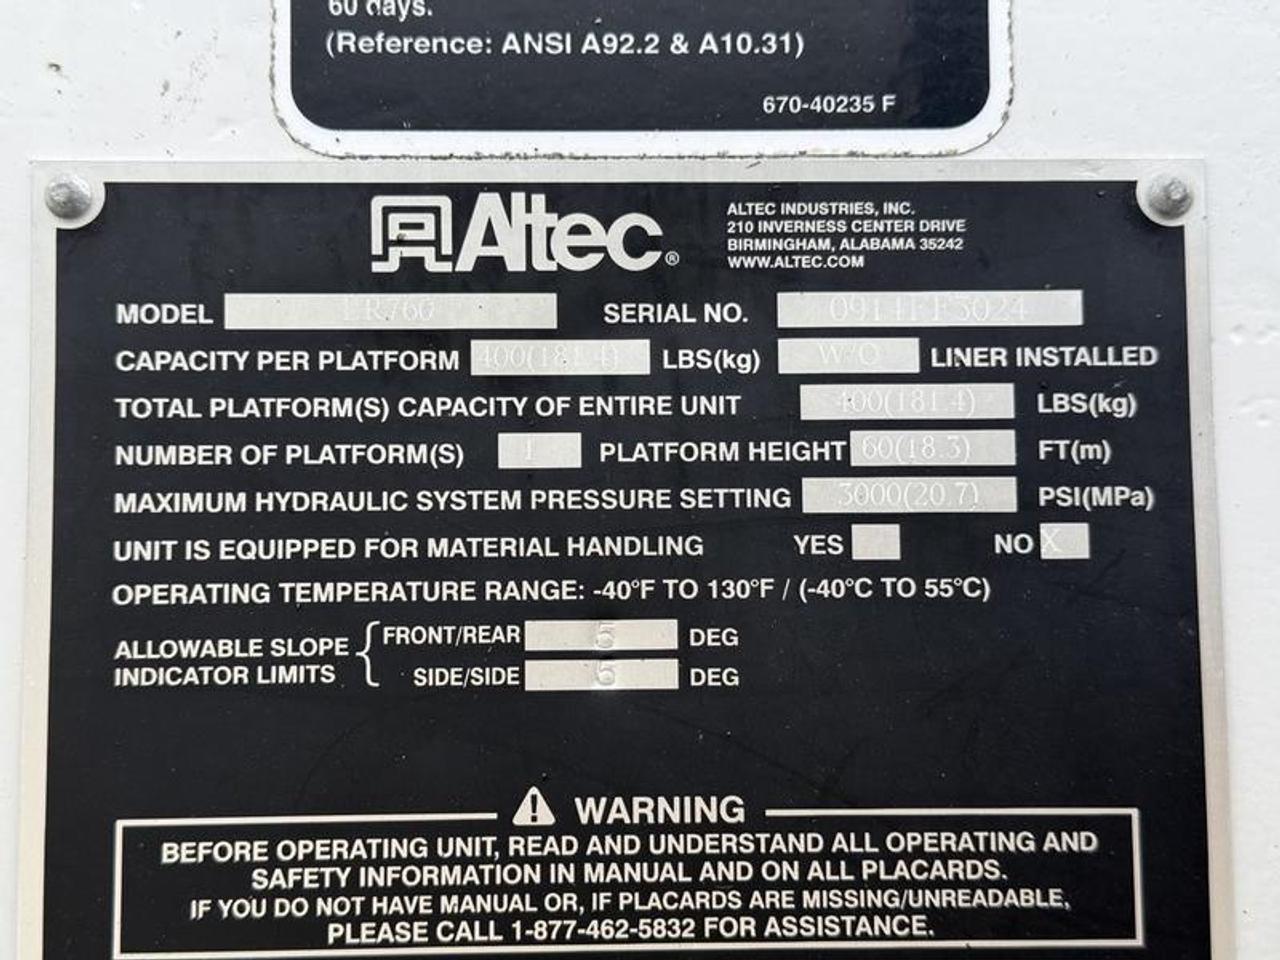 60 days.
(Reference: ANSI A92.2 & A10.31)
670-40235 F
Altec®
ALTEC INDUSTRIES, INC.
210 INVERNESS CENTER DRIVE
BIRMINGHAM, ALABAMA 35242
WWW.ALTEC.COM
MODEL LR760 SERIAL NO.
CAPACITY PER PLATFORM 400(181.4) LBS(kg) W/O LINER INSTALLED
TOTAL PLATFORM(S) CAPACITY OF ENTIRE UNIT 400(181.4) LBS(kg)
NUMBER OF PLATFORM(S) 1 PLATFORM HEIGHT 60(18.3) FT(m)
MAXIMUM HYDRAULIC SYSTEM PRESSURE SETTING 3000(20.7) PSI(MPa)
UNIT IS EQUIPPED FOR MATERIAL HANDLING YES NO X
OPERATING TEMPERATURE RANGE: -40°F TO 130°F / (-40°C TO 55°C)
ALLOWABLE SLOPE INDICATOR LIMITS
FRONT/REAR 5 DEG
SIDE/SIDE 5 DEG
WARNING
BEFORE OPERATING UNIT, READ AND UNDERSTAND ALL OPERATING AND
SAFETY INFORMATION IN MANUAL AND ON ALL PLACARDS.
IF YOU DO NOT HAVE MANUAL OR, IF PLACARDS ARE MISSING/UNREADABLE,
PLEASE CALL 1-877-462-5832 FOR ASSISTANCE.